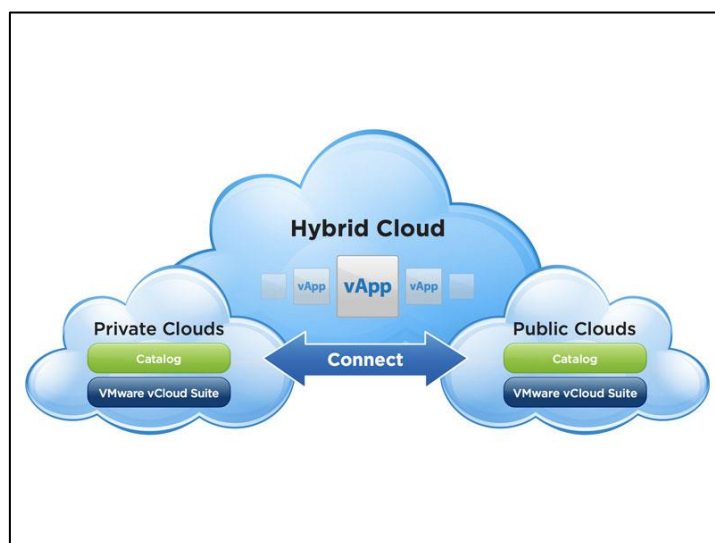 Hybrid Cloud
vApp vApp vApp
Private Clouds
Catalog
VMware vCloud Suite
Connect
Public Clouds
Catalog
VMware vCloud Suite